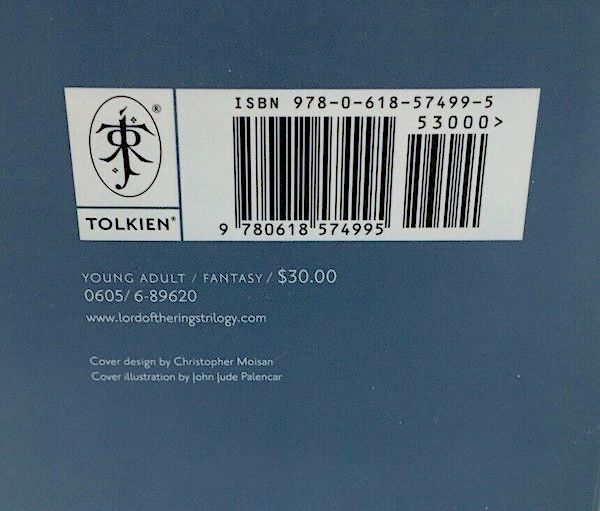 ISBN 978-0-618-57499-5
53000>
®
TOLKIEN®
9 780618 574995
YOUNG ADULT / FANTASY / $30.00
0605/ 6-89620
www.lordoftheringstrilogy.com
Cover design by Christopher Moisan
Cover illustration by John Jude Palencar